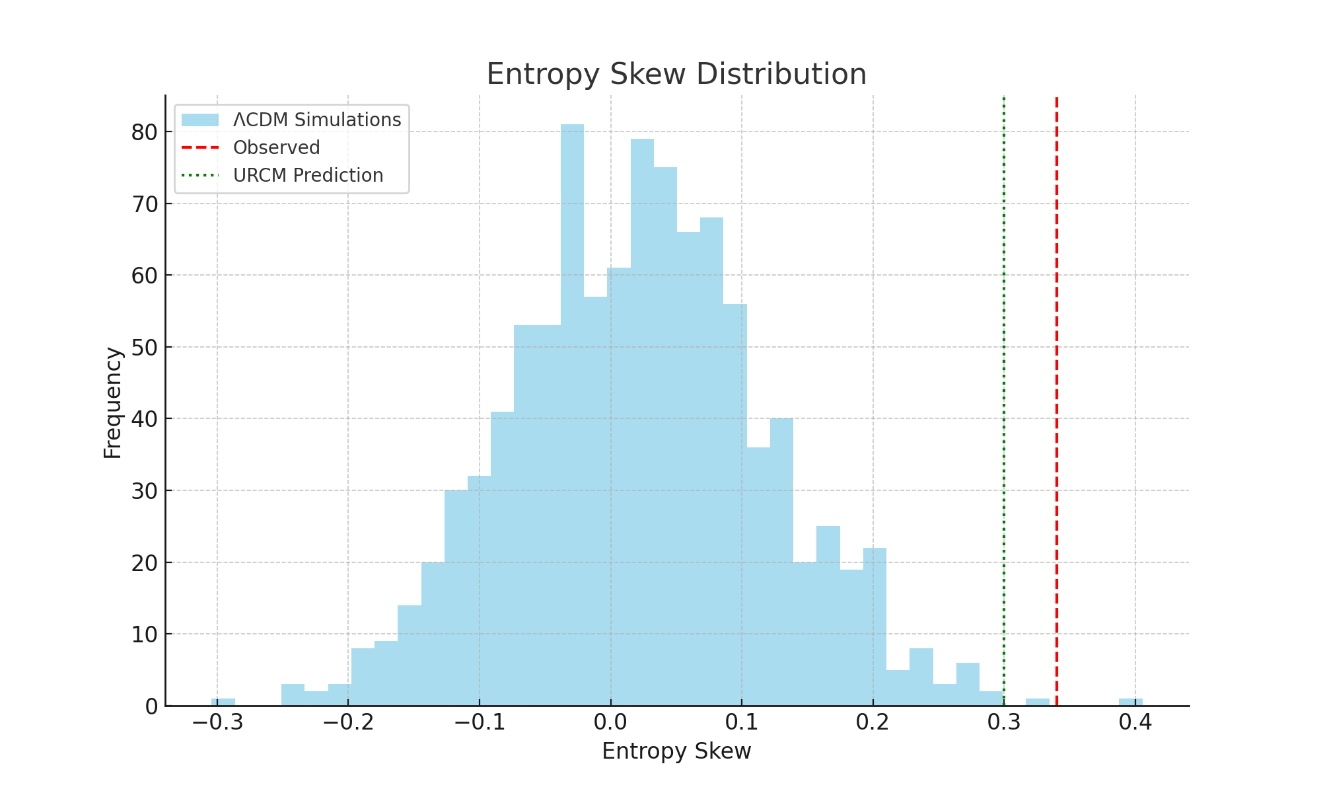 Entropy Skew Distribution
ΛCDM Simulations
Observed
URCM Prediction
Frequency
80
70
60
50
40
30
20
10
0
−0.3 −0.2 −0.1 0.0 0.1 0.2 0.3 0.4
Entropy Skew